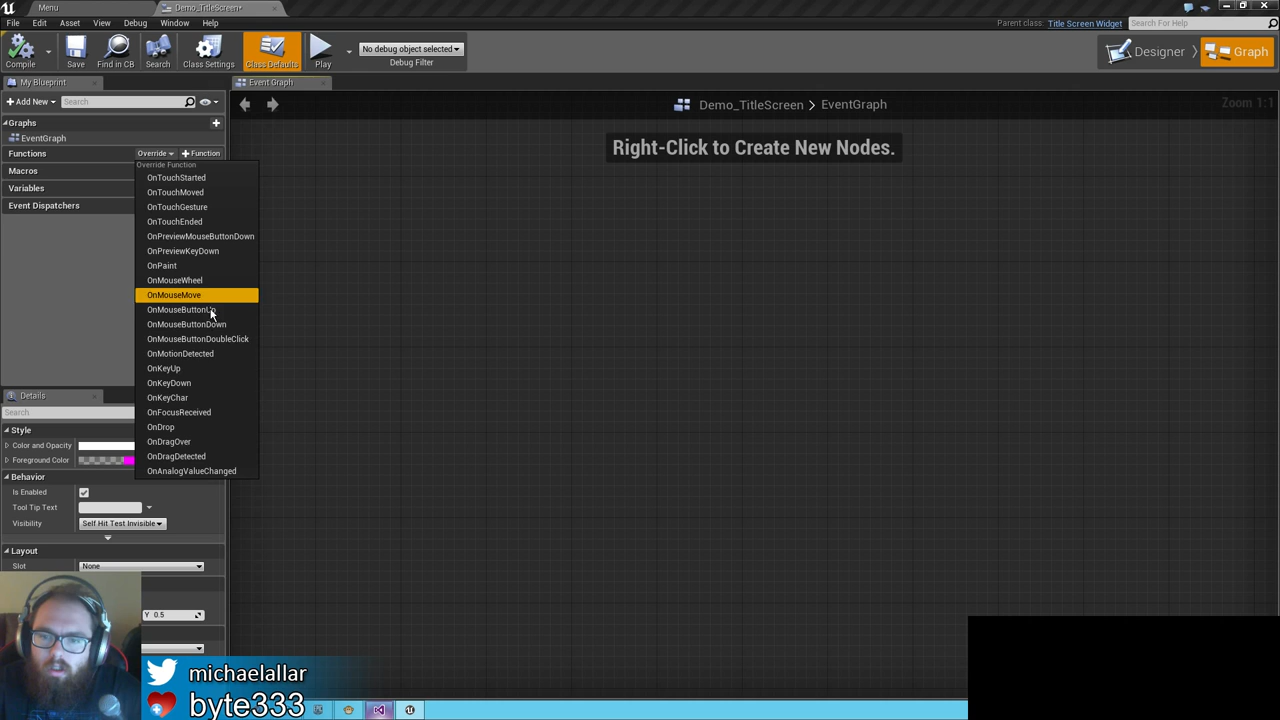 Menu
Demo_TitleScreen*
File Edit Asset View Debug Window Help
Parent class: Title Screen Widget
Search For Help
Compile
Save
Find in CB
Search
Class Settings
Class Defaults
Play
No debug object selected
Debug Filter
Designer
Graph
My Blueprint
Event Graph
Add New
Search
Demo_TitleScreen > EventGraph
Zoom 1:1
Graphs
EventGraph
Right-Click to Create New Nodes.
Functions
Override
+ Function
Override Function
Macros
OnTouchStarted
Variables
OnTouchMoved
Event Dispatchers
OnTouchGesture
OnTouchEnded
OnPreviewMouseButtonDown
OnPreviewKeyDown
OnPaint
OnMouseWheel
OnMouseMove
OnMouseButtonUp
OnMouseButtonDown
OnMouseButtonDoubleClick
OnMotionDetected
OnKeyUp
OnKeyDown
OnKeyChar
OnFocusReceived
OnDrop
OnDragOver
OnDragDetected
OnAnalogValueChanged
Details
Search
Style
Color and Opacity
Foreground Color
Behavior
Is Enabled
Tool Tip Text
Visibility
Self Hit Test Invisible
Layout
Slot
None
Y 0.5
michaelallar
byte333